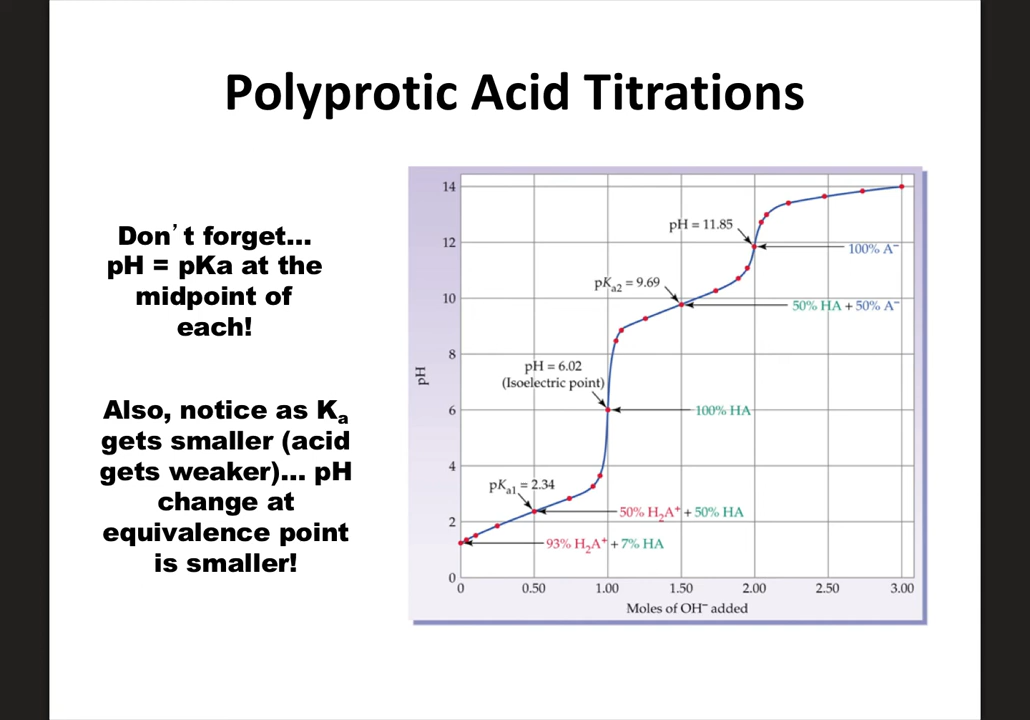 Polyprotic Acid Titrations
Don't forget...
pH = pKa at the
midpoint of
each!
Also, notice as Kₐ
gets smaller (acid
gets weaker)... pH
change at
equivalence point
is smaller!
14
12
10
8
6
4
2
0
pH
pH = 11.85
100% A⁻
pKₐ₂ = 9.69
50% HA + 50% A⁻
pH = 6.02
(Isoelectric point)
100% HA
pKₐ₁ = 2.34
50% H₂A⁺ + 50% HA
93% H₂A⁺ + 7% HA
0 0.50 1.00 1.50 2.00 2.50 3.00
Moles of OH⁻ added